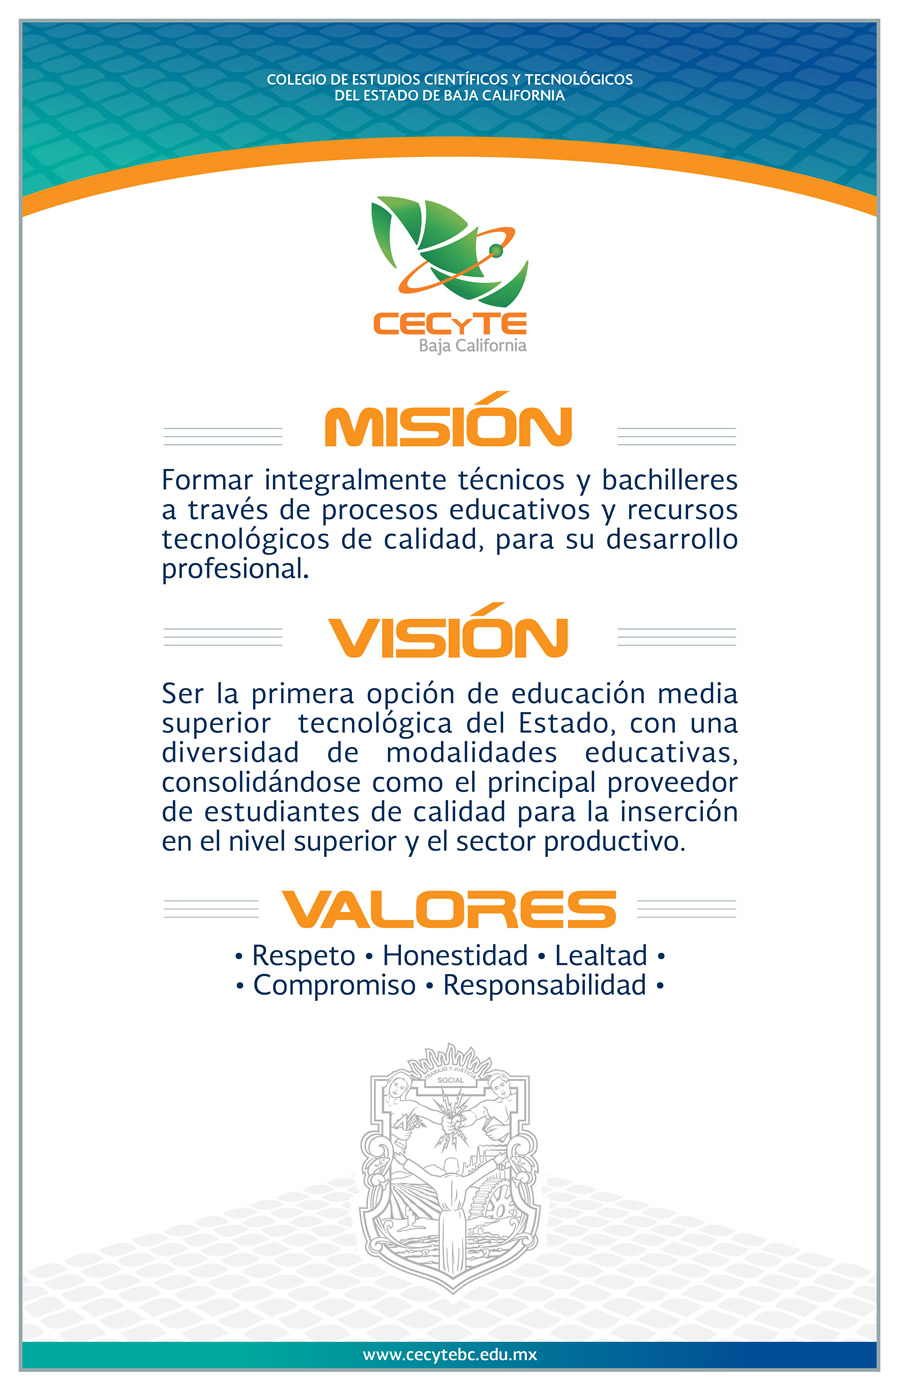 COLEGIO DE ESTUDIOS CIENTÍFICOS Y TECNOLÓGICOS
DEL ESTADO DE BAJA CALIFORNIA
CECYTE
Baja California
MISIÓN
Formar integralmente técnicos y bachilleres
a través de procesos educativos y recursos
tecnológicos de calidad, para su desarrollo
profesional.
VISIÓN
Ser la primera opción de educación media
superior tecnológica del Estado, con una
diversidad de modalidades educativas,
consolidándose como el principal proveedor
de estudiantes de calidad para la inserción
en el nivel superior y el sector productivo.
VALORES
• Respeto • Honestidad • Lealtad •
• Compromiso • Responsabilidad •
TRABAJO Y JUSTICIA
SOCIAL
www.cecytebc.edu.mx